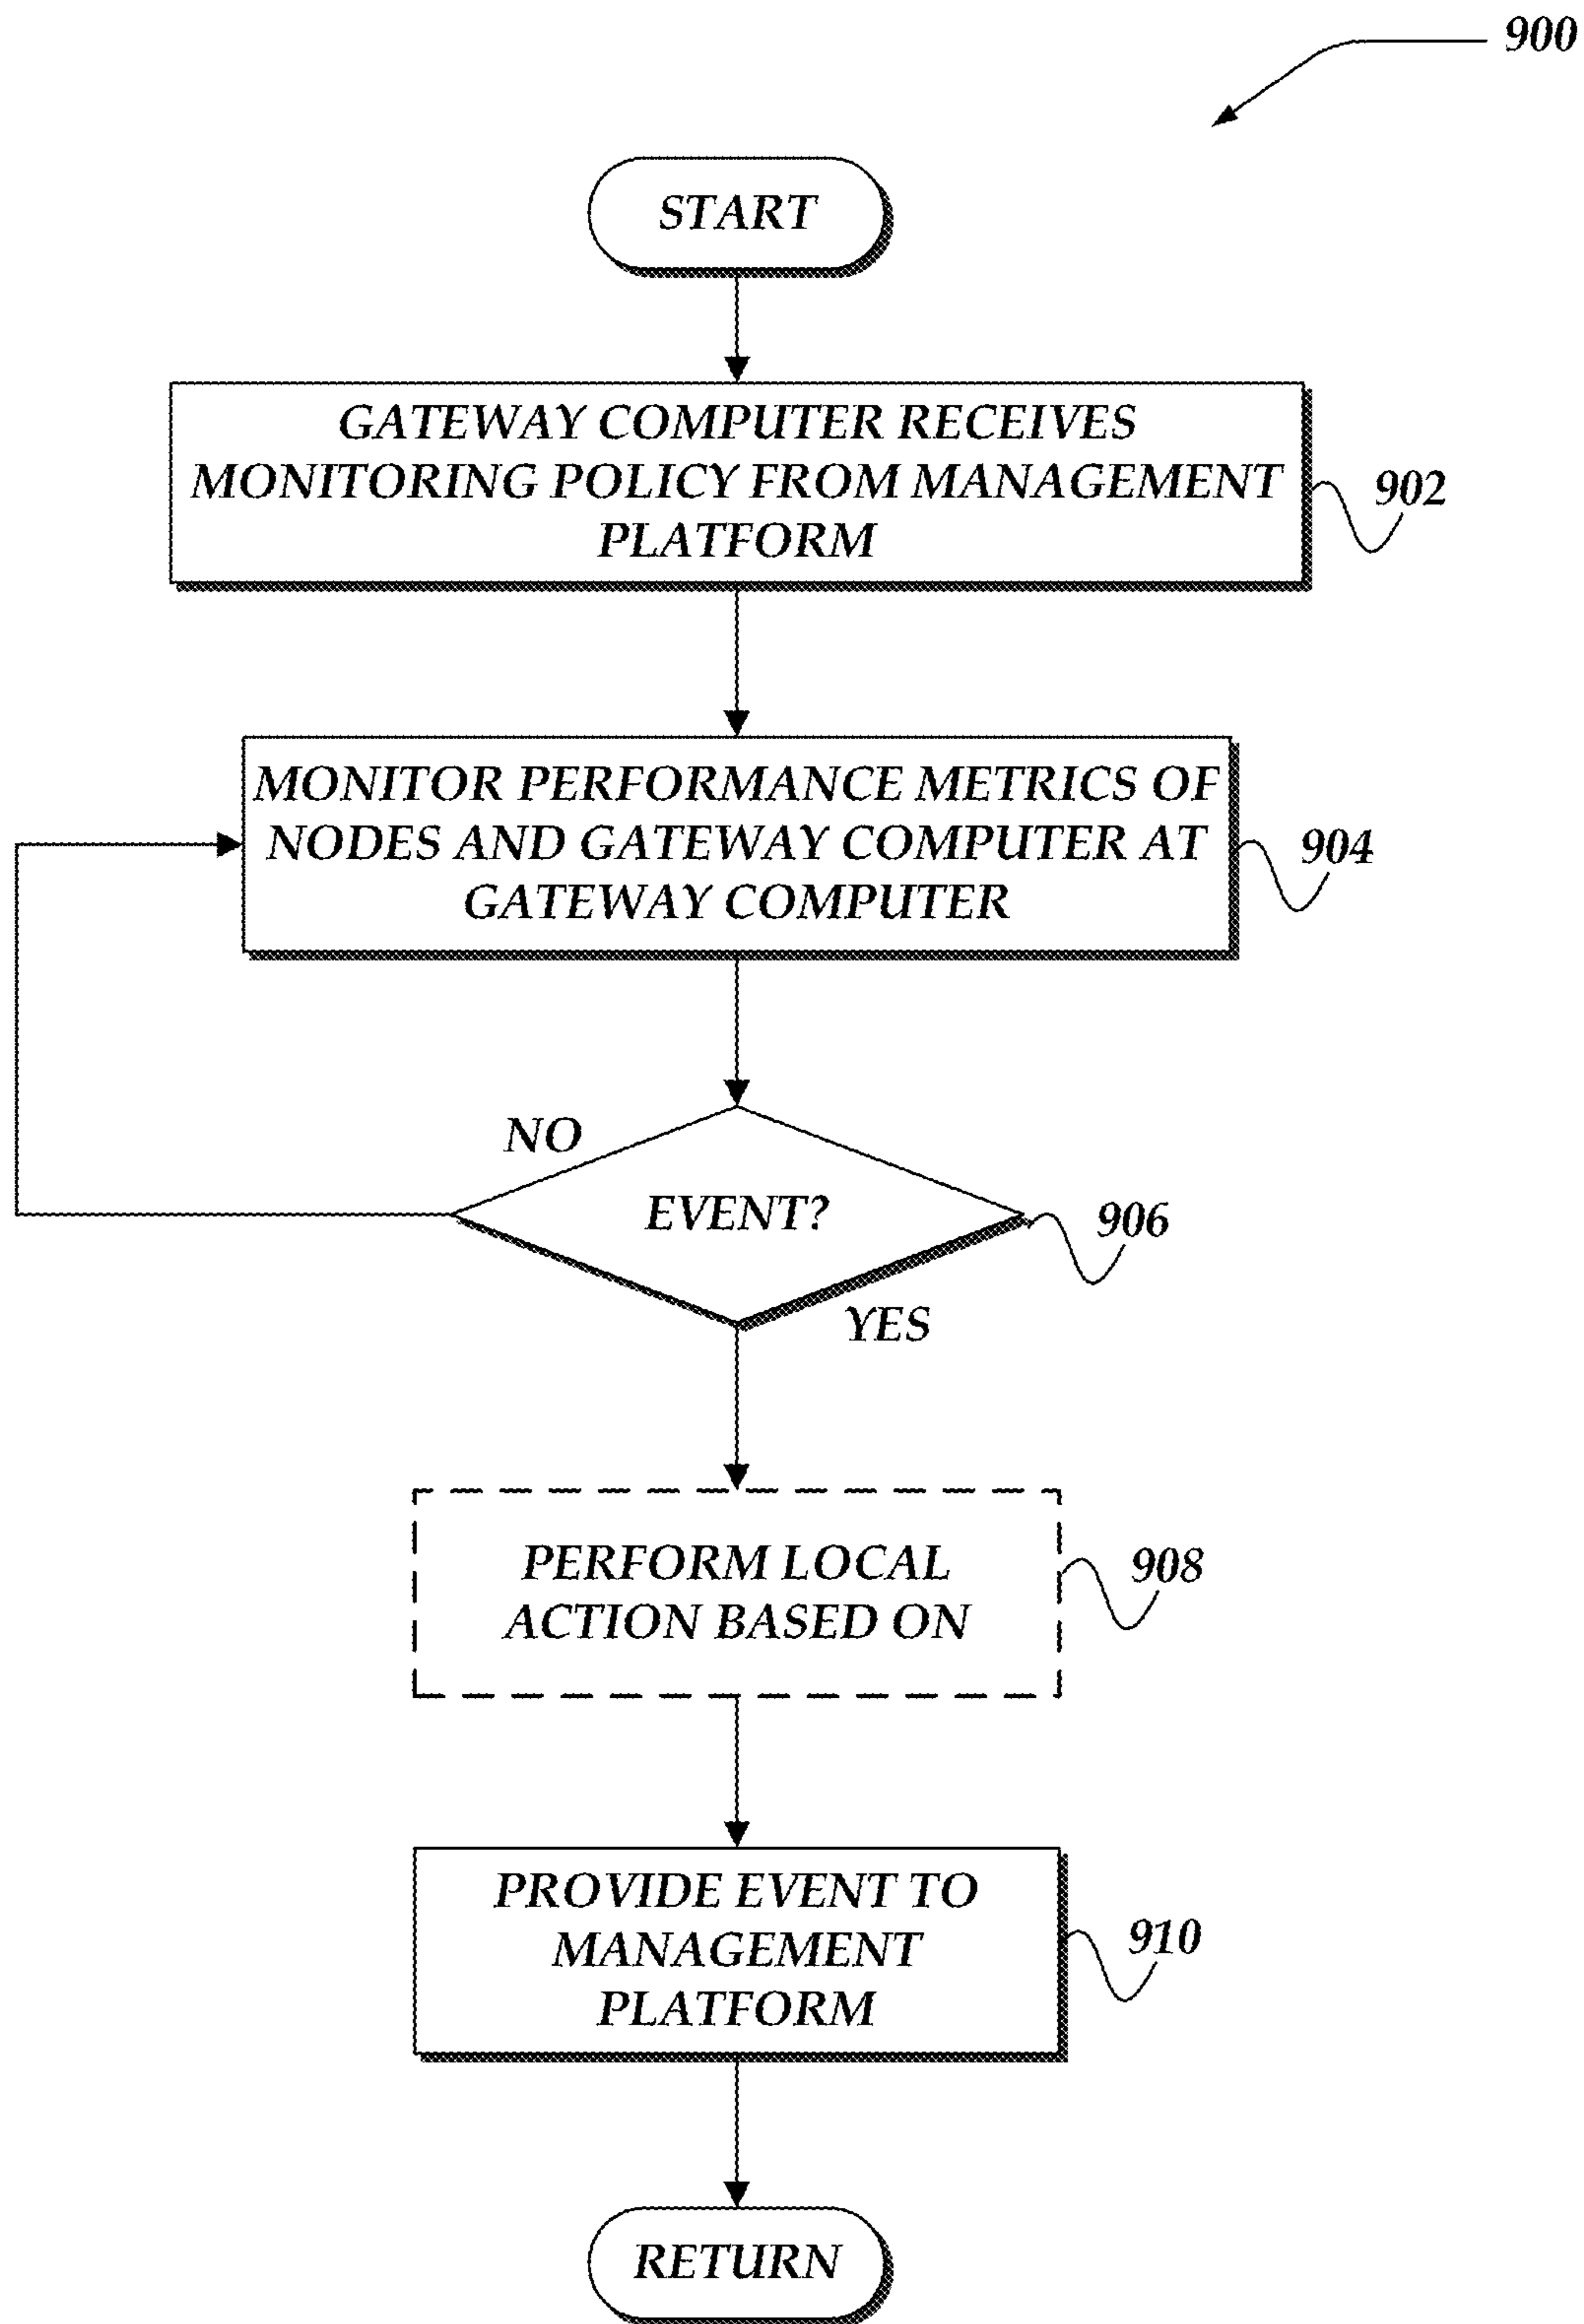 900
START
GATEWAY COMPUTER RECEIVES
MONITORING POLICY FROM MANAGEMENT
PLATFORM
902
MONITOR PERFORMANCE METRICS OF
NODES AND GATEWAY COMPUTER AT
GATEWAY COMPUTER
904
NO
EVENT?
906
YES
PERFORM LOCAL
ACTION BASED ON
908
PROVIDE EVENT TO
MANAGEMENT
PLATFORM
910
RETURN